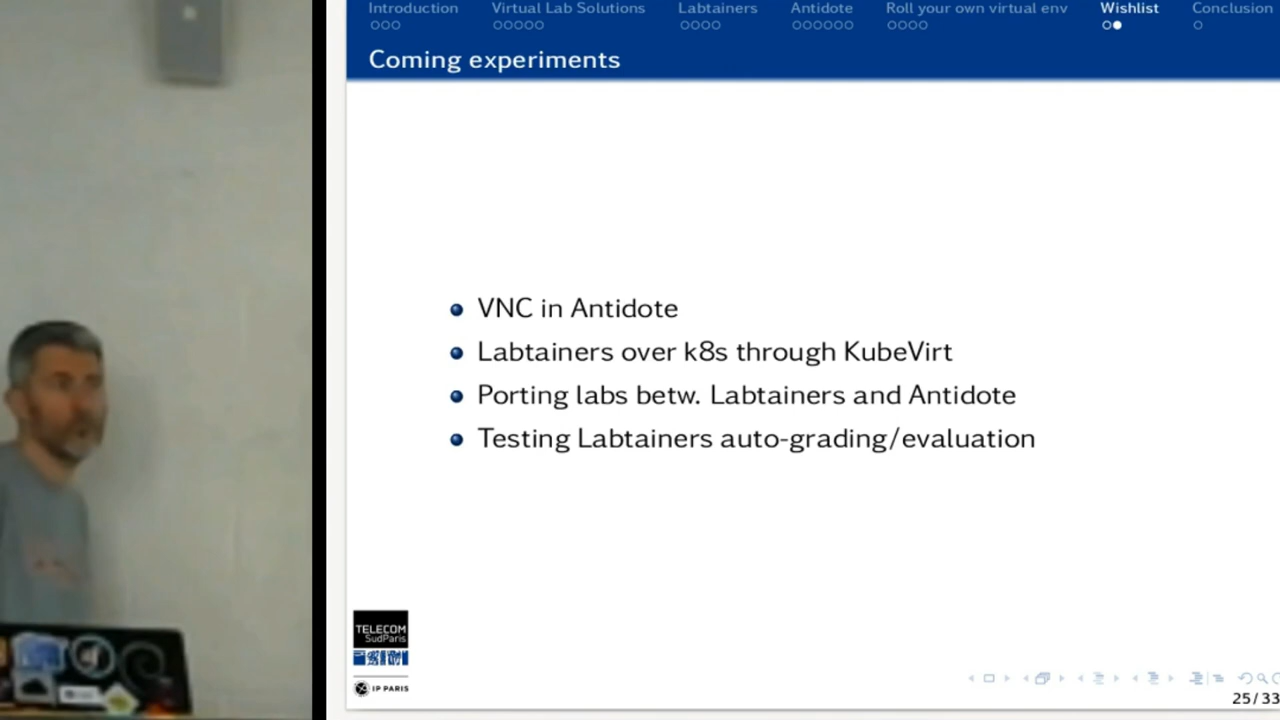 Introduction Virtual Lab Solutions Labtainers Antidote Roll your own virtual env Wishlist Conclusion
Coming experiments
VNC in Antidote
Labtainers over k8s through KubeVirt
Porting labs betw. Labtainers and Antidote
Testing Labtainers auto-grading/evaluation
TELECOM
SudParis
IP PARIS
25/33